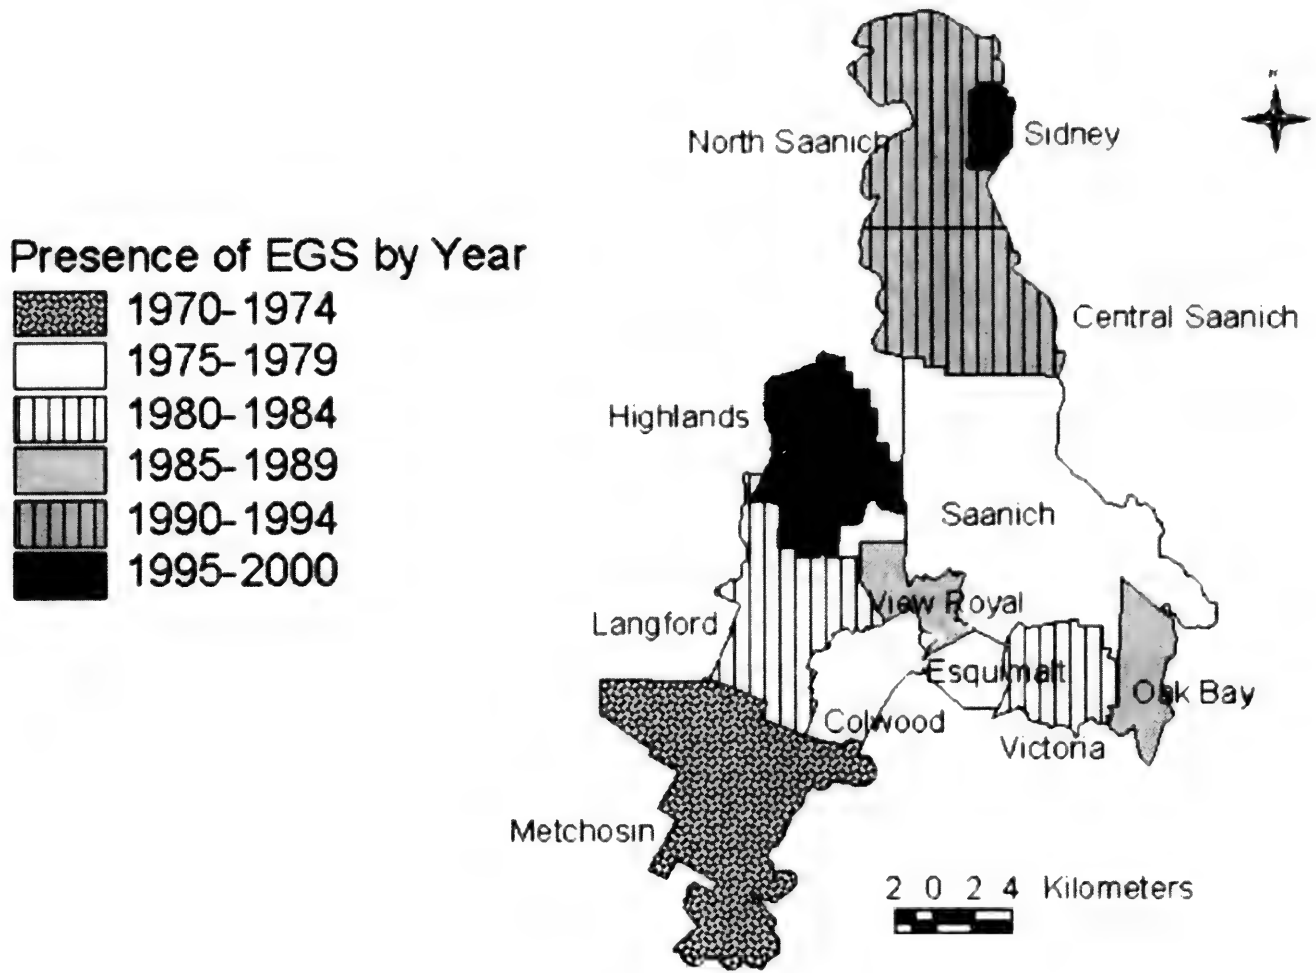 N
North Saanich
Sidney
Presence of EGS by Year
1970-1974
1975-1979
1980-1984
1985-1989
1990-1994
1995-2000
Central Saanich
Highlands
Saanich
View Royal
Langford
Esquimalt
Oak Bay
Colwood
Victoria
Metchosin
2 0 2 4 Kilometers